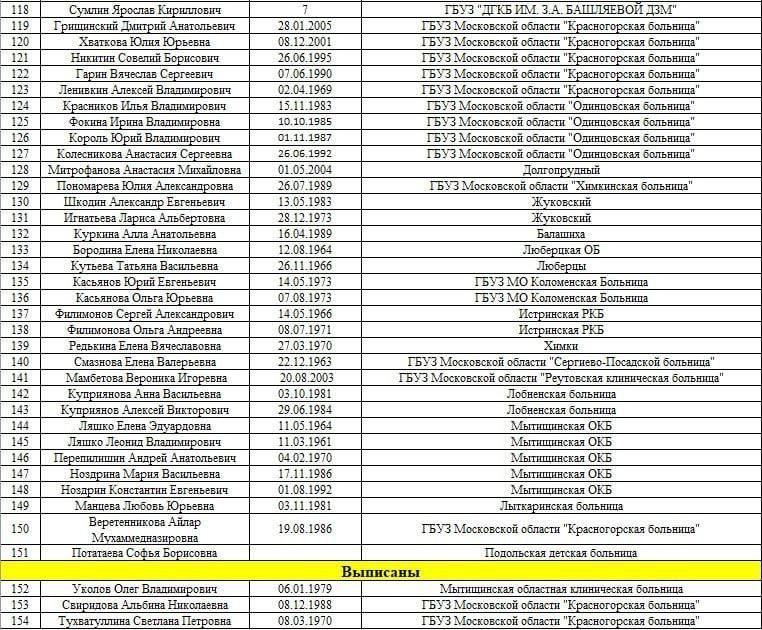 118 Сумлин Ярослав Кириллович 7 ГБУЗ "ДГКБ ИМ. З.А. БАШЛЯЕВОЙ ДЗМ"
119 Грищинский Дмитрий Анатольевич 28.01.2005 ГБУЗ Московской области "Красногорская больница"
120 Хваткова Юлия Юрьевна 08.12.2001 ГБУЗ Московской области "Красногорская больница"
121 Никитин Совелий Борисович 26.06.1995 ГБУЗ Московской области "Красногорская больница"
122 Гарин Вячеслав Сергеевич 07.06.1990 ГБУЗ Московской области "Красногорская больница"
123 Ленивкин Алексей Владимирович 02.04.1969 ГБУЗ Московской области "Красногорская больница"
124 Красников Илья Владимирович 15.11.1983 ГБУЗ Московской области "Одинцовская больница"
125 Фокина Ирина Владимировна 10.10.1985 ГБУЗ Московской области "Одинцовская больница"
126 Король Юрий Владимирович 01.11.1987 ГБУЗ Московской области "Одинцовская больница"
127 Колесникова Анастасия Сергеевна 26.06.1992 ГБУЗ Московской области "Одинцовская больница"
128 Митрофанова Анастасия Михайловна 01.05.2004 Долгопрудный
129 Пономарева Юлия Александровна 26.07.1989 ГБУЗ Московской области "Химкинская больница"
130 Шкодин Александр Евгеньевич 13.05.1983 Жуковский
131 Игнатьева Лариса Альбертовна 28.12.1973 Жуковский
132 Куркина Алла Анатольевна 16.04.1989 Балашиха
133 Бородина Елена Николаевна 12.08.1964 Люберцкая ОБ
134 Кутьева Татьяна Васильевна 26.11.1966 Люберцы
135 Касьянов Юрий Евгеньевич 14.05.1973 ГБУЗ МО Коломенская Больница
136 Касьянова Ольга Юрьевна 07.08.1973 ГБУЗ МО Коломенская Больница
137 Филимонов Сергей Александрович 14.05.1966 Истринская РКБ
138 Филимонова Ольга Андреевна 08.07.1971 Истринская РКБ
139 Редькина Елена Вячеславовна 27.03.1970 Химки
140 Смазнова Елена Валерьевна 22.12.1963 ГБУЗ Московской области "Сергиево-Посадской больница"
141 Мамбетова Вероника Игоревна 20.08.2003 ГБУЗ Московской области "Реутовская клиническая больница"
142 Куприянова Анна Васильевна 03.10.1981 Лобненская больница
143 Куприянов Алексей Викторович 29.06.1984 Лобненская больница
144 Ляшко Елена Эдуардовна 11.05.1964 Мытищинская ОКБ
145 Ляшко Леонид Владимирович 11.03.1961 Мытищинская ОКБ
146 Перепилишин Андрей Анатольевич 04.02.1970 Мытищинская ОКБ
147 Ноздрина Мария Васильевна 17.11.1986 Мытищинская ОКБ
148 Ноздрин Константин Евгеньевич 01.08.1992 Мытищинская ОКБ
149 Манцева Любовь Юрьевна 03.11.1981 Лыткаринская больница
150 Веретенникова Айлар
Мухаммедназировна 19.08.1986 ГБУЗ Московской области "Красногорская больница"
151 Потатаева Софья Борисовна Подольская детская больница
Выписаны
152 Уколов Олег Владимирович 06.01.1979 Мытищинская областная клиническая больница
153 Свиридова Альбина Николаевна 08.12.1988 ГБУЗ Московской области "Красногорская больница"
154 Тухватуллина Светлана Петровна 08.03.1970 ГБУЗ Московской области "Красногорская больница"